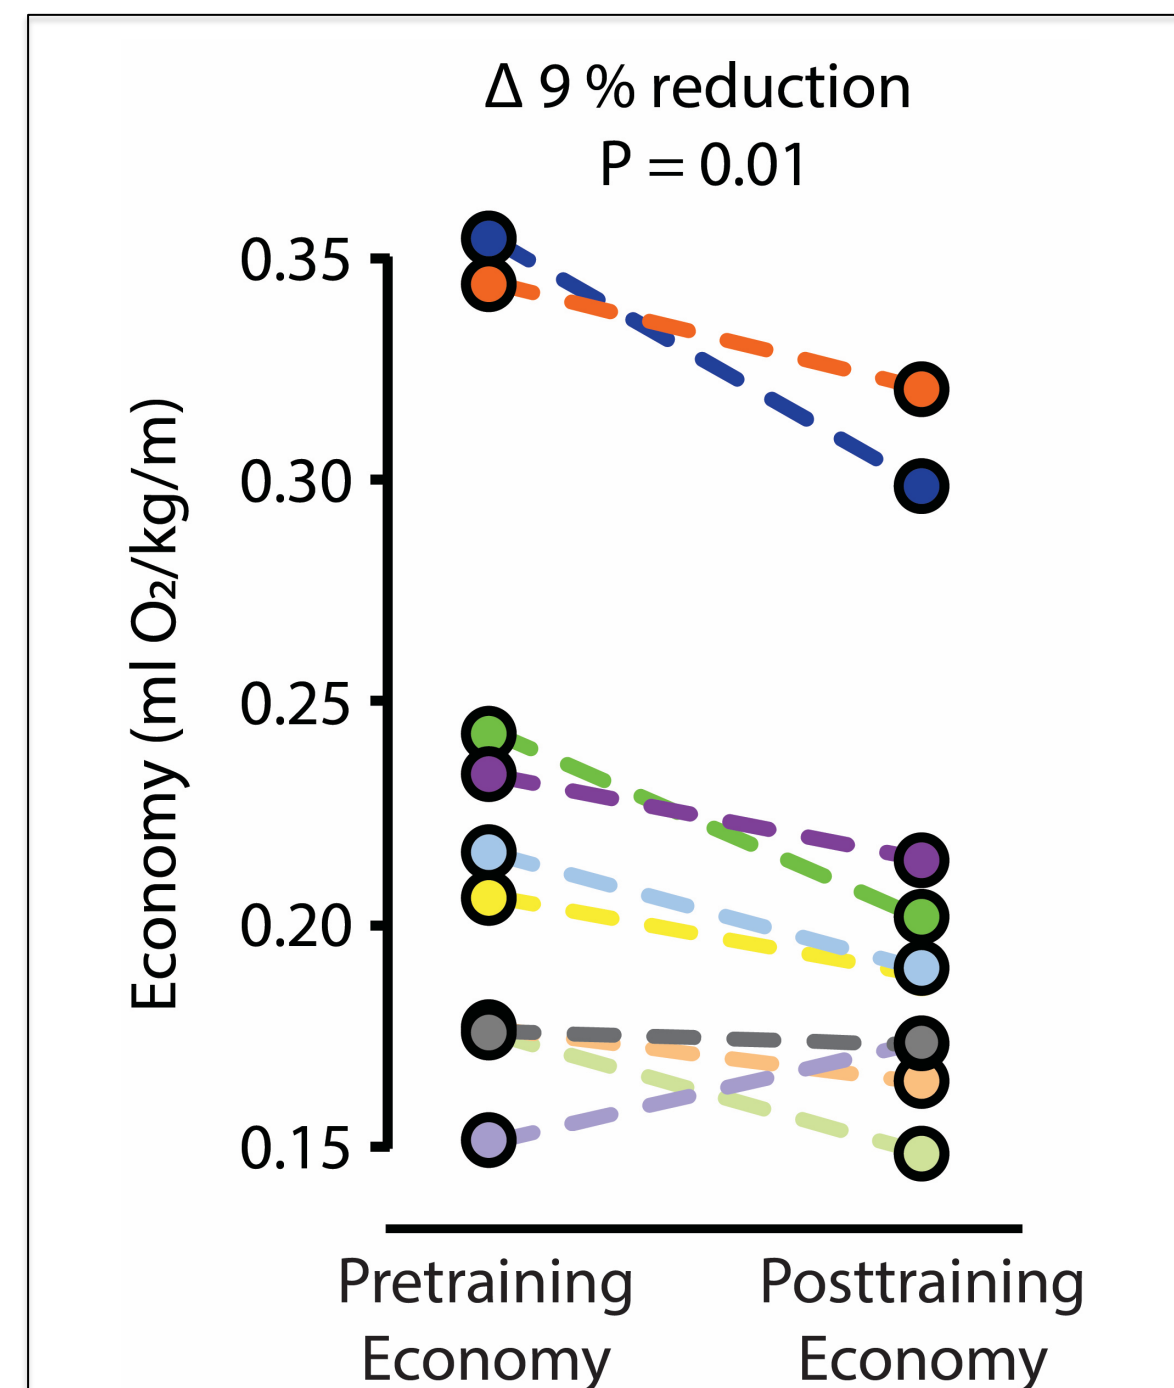 Δ 9 % reduction
P = 0.01
0.35
0.30
0.25
0.20
0.15
Economy (ml O₂/kg/m)
Pretraining Economy
Posttraining Economy